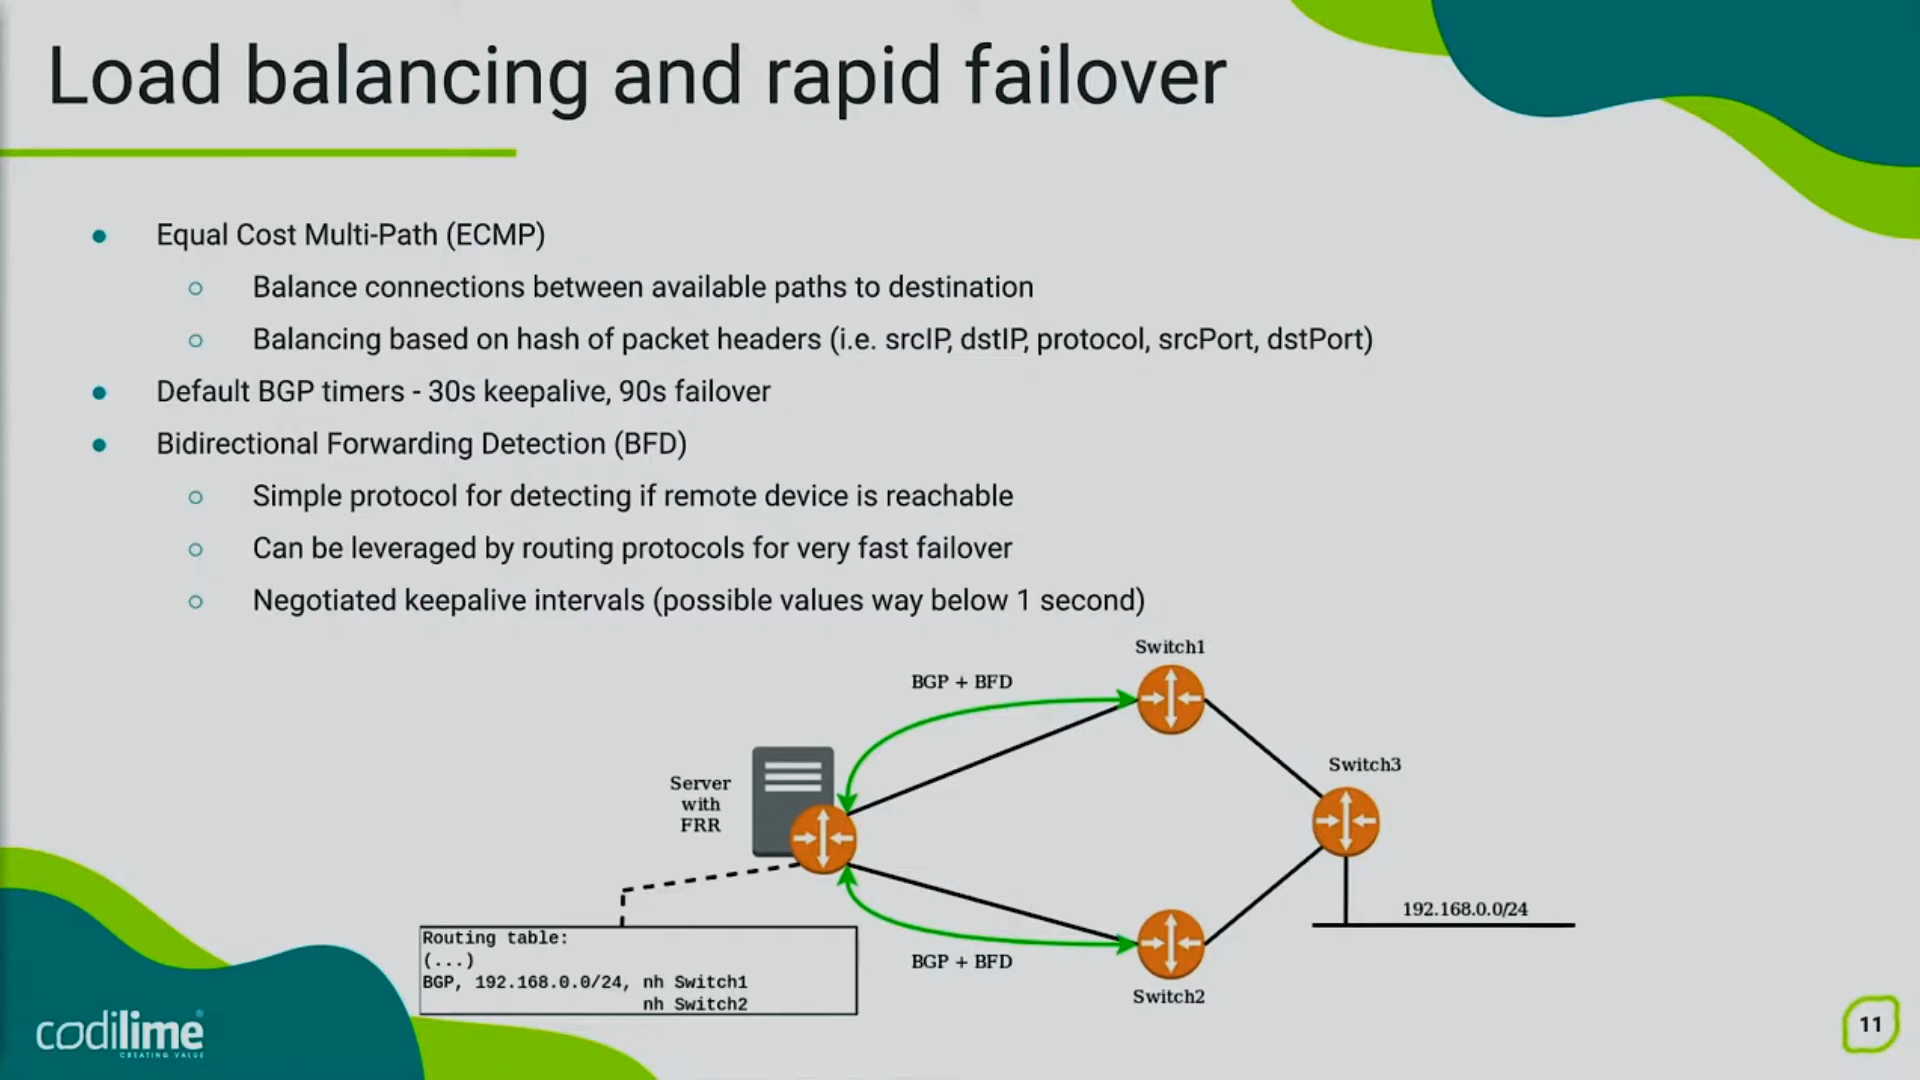 Load balancing and rapid failover
Equal Cost Multi-Path (ECMP)
Balance connections between available paths to destination
Balancing based on hash of packet headers (i.e. srcIP, dstIP, protocol, srcPort, dstPort)
Default BGP timers - 30s keepalive, 90s failover
Bidirectional Forwarding Detection (BFD)
Simple protocol for detecting if remote device is reachable
Can be leveraged by routing protocols for very fast failover
Negotiated keepalive intervals (possible values way below 1 second)
Switch1
BGP + BFD
Switch3
Server
with
FRR
192.168.0.0/24
Routing table:
(...)
BGP, 192.168.0.0/24, nh Switch1
nh Switch2
BGP + BFD
Switch2
codilime®
CREATING VALUE
11